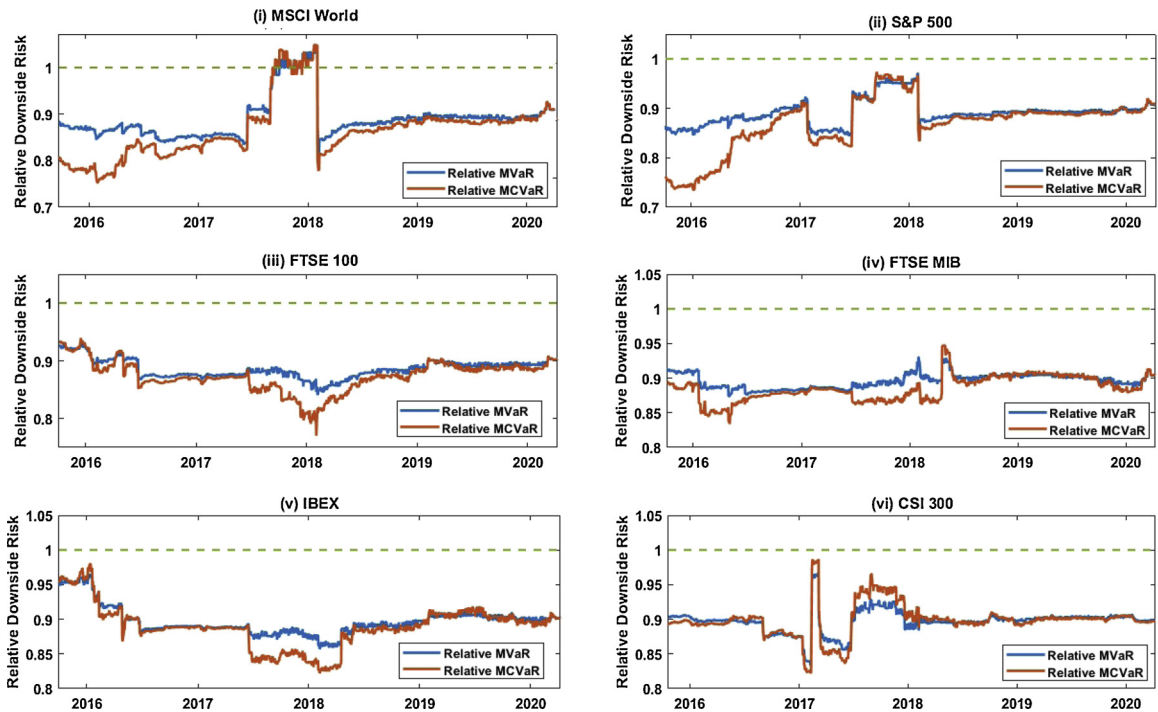 (i) MSCI World
Relative Downside Risk
1
0.9
0.8
0.7
Relative MVaR
Relative MCVaR
2016 2017 2018 2019 2020
(ii) S&P 500
Relative Downside Risk
1
0.9
0.8
0.7
Relative MVaR
Relative MCVaR
2016 2017 2018 2019 2020
(iii) FTSE 100
Relative Downside Risk
1
0.9
0.8
Relative MVaR
Relative MCVaR
2016 2017 2018 2019 2020
(iv) FTSE MIB
Relative Downside Risk
1.05
1
0.95
0.9
0.85
0.8
Relative MVaR
Relative MCVaR
2016 2017 2018 2019 2020
(v) IBEX
Relative Downside Risk
1.05
1
0.95
0.9
0.85
0.8
Relative MVaR
Relative MCVaR
2016 2017 2018 2019 2020
(vi) CSI 300
Relative Downside Risk
1.05
1
0.95
0.9
0.85
0.8
Relative MVaR
Relative MCVaR
2016 2017 2018 2019 2020